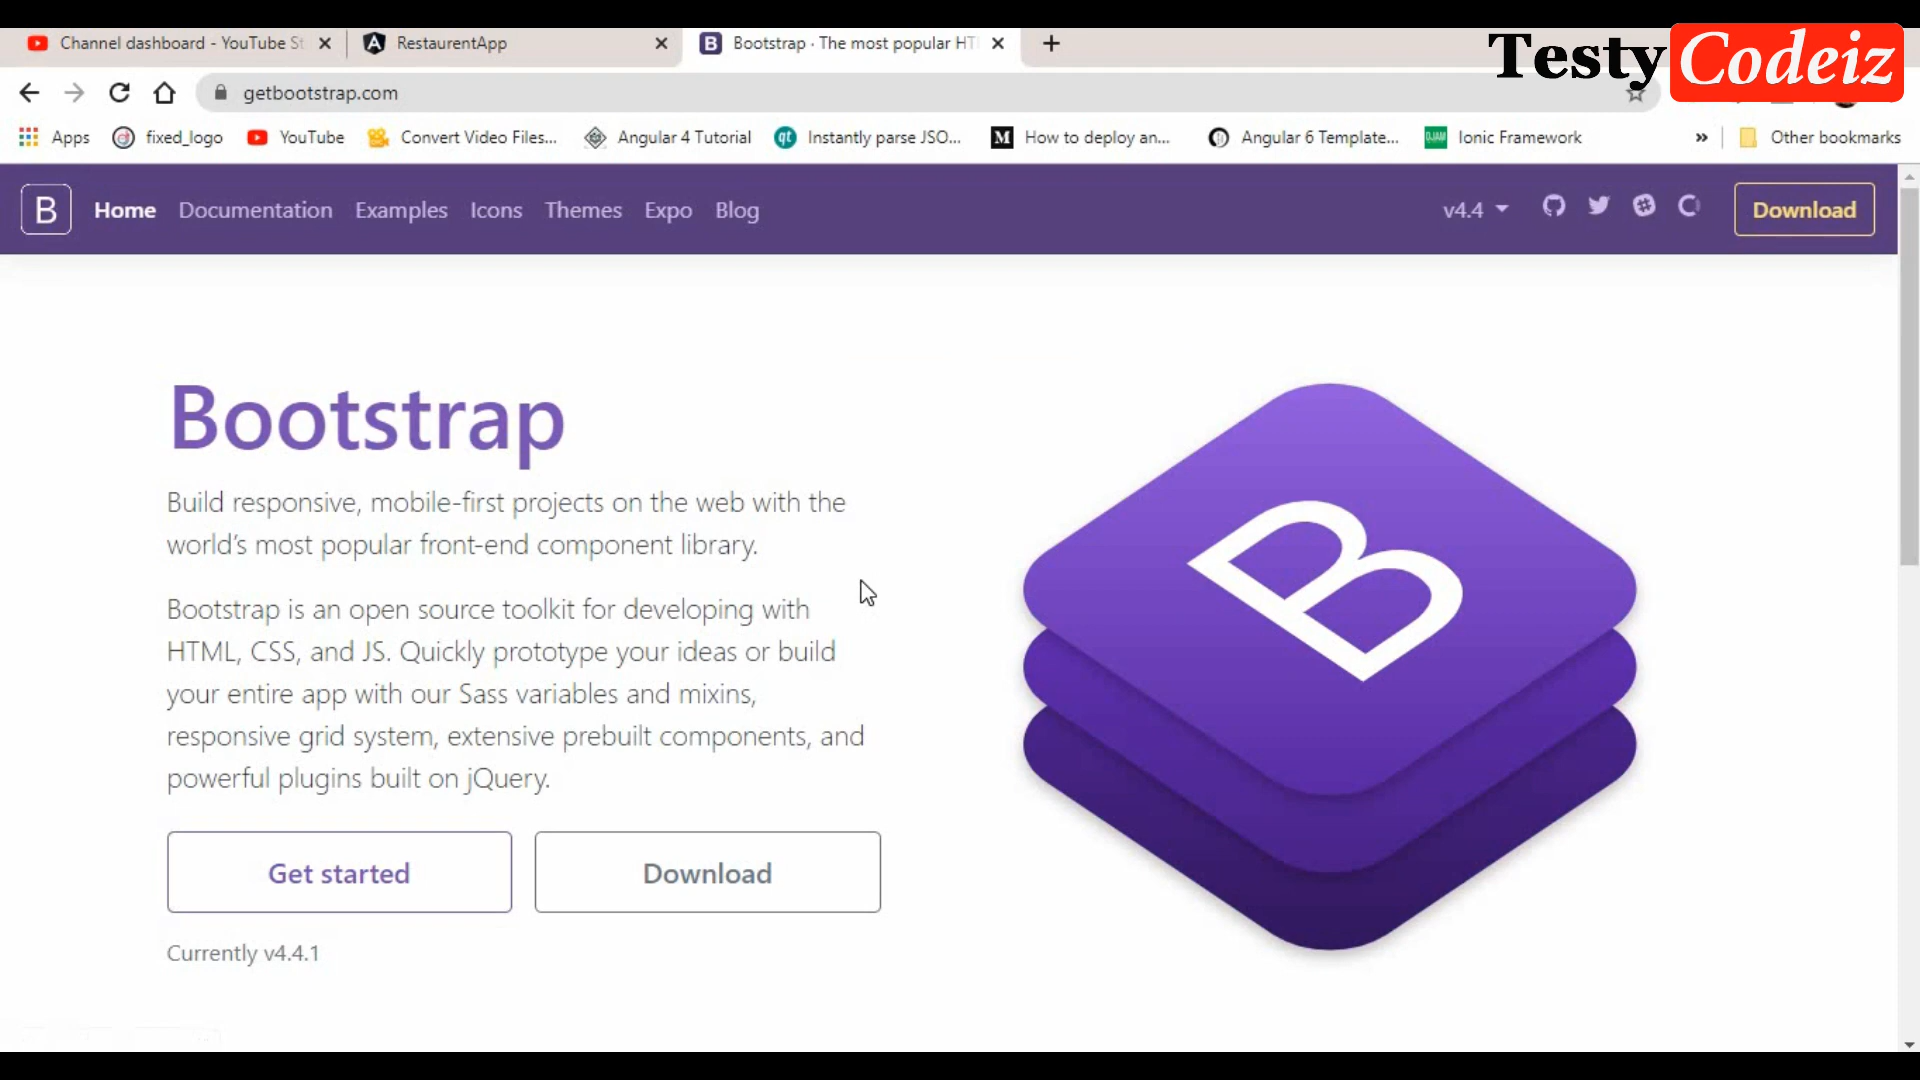 Channel dashboard - YouTube St
RestaurentApp
Bootstrap · The most popular HT
Testy Codeiz
getbootstrap.com
Apps
fixed_logo
YouTube
Convert Video Files...
Angular 4 Tutorial
qt
Instantly parse JSO...
M
How to deploy an...
Angular 6 Template...
Ionic Framework
»
Other bookmarks
B
Home
Documentation
Examples
Icons
Themes
Expo
Blog
v4.4
Download
Bootstrap
Build responsive, mobile-first projects on the web with the
world's most popular front-end component library.
Bootstrap is an open source toolkit for developing with
HTML, CSS, and JS. Quickly prototype your ideas or build
your entire app with our Sass variables and mixins,
responsive grid system, extensive prebuilt components, and
powerful plugins built on jQuery.
B
Get started
Download
Currently v4.4.1